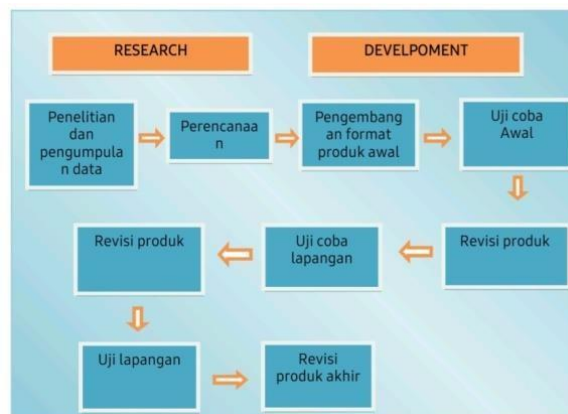 RESEARCH
DEVELPOMENT
Penelitian
dan
pengumpula
n data
Perencanaa
n
Pengembang
an format
produk awal
Uji coba
Awal
Revisi produk
Uji coba
lapangan
Revisi produk
Uji lapangan
Revisi
produk akhir